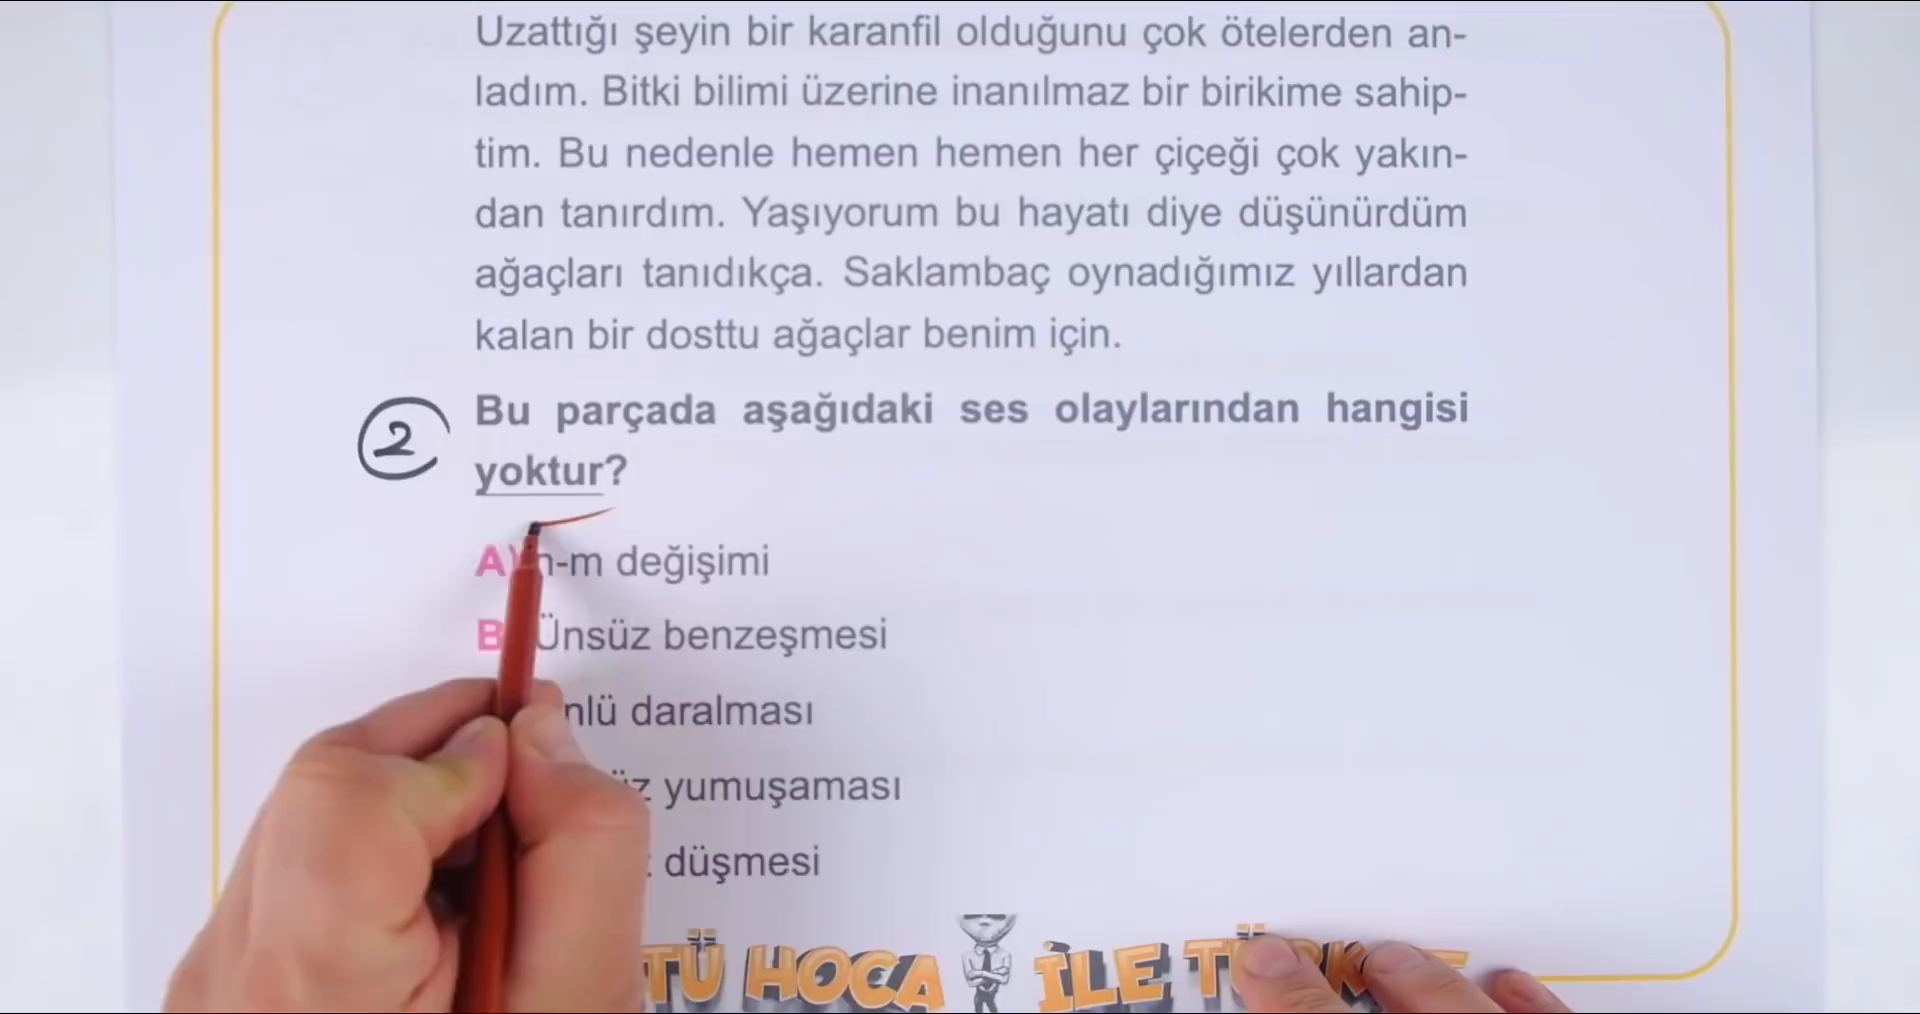 Uzattığı şeyin bir karanfil olduğunu çok ötelerden an-
ladım. Bitki bilimi üzerine inanılmaz bir birikime sahip-
tim. Bu nedenle hemen hemen her çiçeği çok yakın-
dan tanırdım. Yaşıyorum bu hayatı diye düşünürdüm
ağaçları tanıdıkça. Saklambaç oynadığımız yıllardan
kalan bir dosttu ağaçlar benim için.
2 Bu parçada aşağıdaki ses olaylarından hangisi
yoktur?
A) n-m değişimi
B Ünsüz benzeşmesi
nlü daralması
üz yumuşaması
düşmesi
TÜ HOCA İLE TÜRK